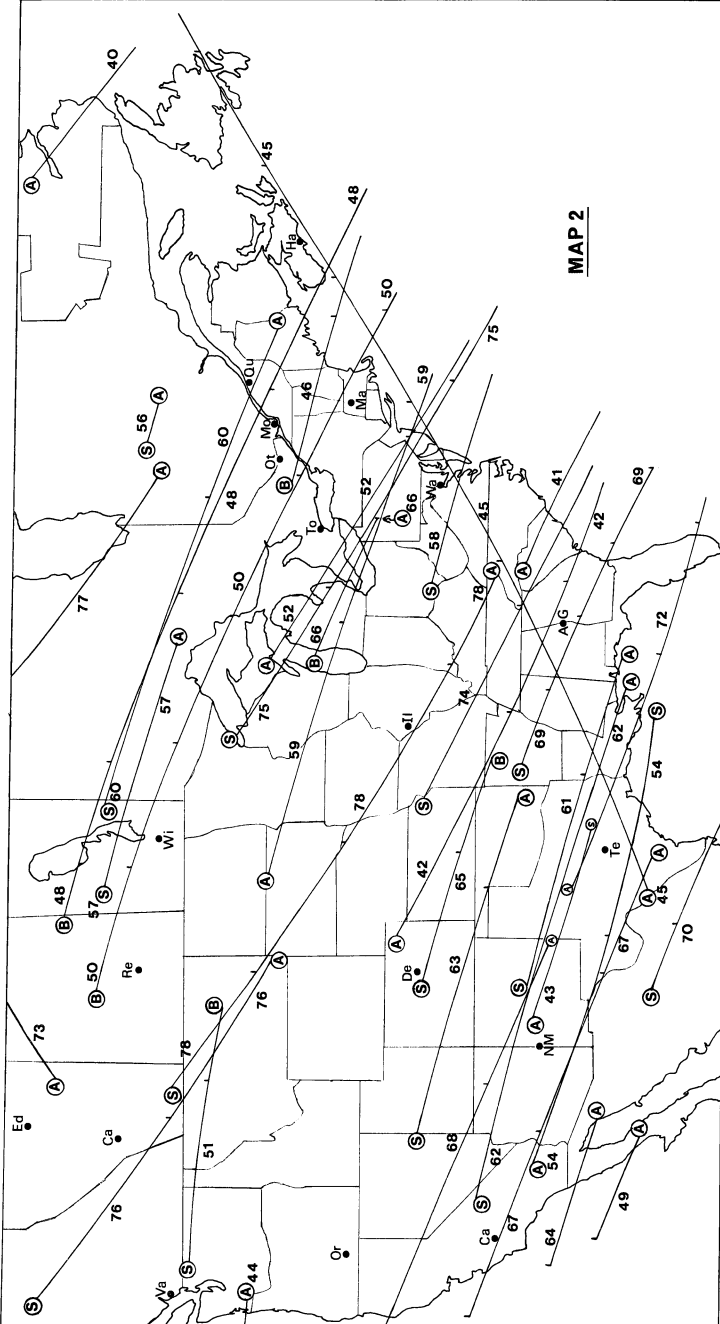 40
A
45
48
Ha
MAP 2
A
50
Qu
75
A
56
S
60
46
Ma
59
Mo
A
Ot
48
B
52
Wa
To
A
66
58
45
41
69
42
77
50
S
78
A
A
A G
72
A
57
52
66
B
A
75
S
59
74
Il
A
A
62
S
54
69
S
B
60
S
S
78
A
61
S
Wi
42
65
Te
A
48
57
S
A
A
A
45
B
67
70
50
B
Re
A
63
De
S
A
S
S
76
B
43
A
73
A
78
S
NM
Ed
Ca
51
S
68
A
A
62
54
A
49
76
S
67
64
Ca
Or
S
Va
A
44